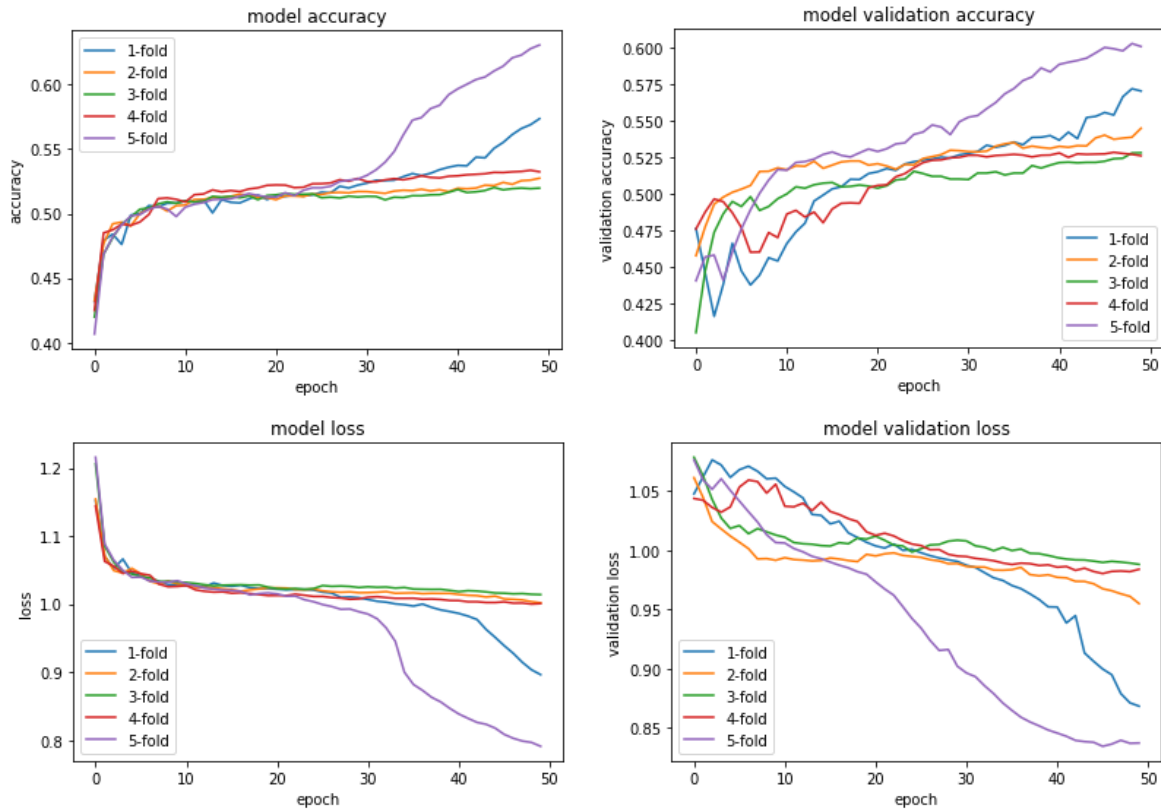 model accuracy
accuracy
0.60
0.55
0.50
0.45
0.40
1-fold
2-fold
3-fold
4-fold
5-fold
0 10 20 30 40 50
epoch
model validation accuracy
validation accuracy
0.600
0.575
0.550
0.525
0.500
0.475
0.450
0.425
0.400
1-fold
2-fold
3-fold
4-fold
5-fold
0 10 20 30 40 50
epoch
model loss
loss
1.2
1.1
1.0
0.9
0.8
1-fold
2-fold
3-fold
4-fold
5-fold
0 10 20 30 40 50
epoch
model validation loss
validation loss
1.05
1.00
0.95
0.90
0.85
1-fold
2-fold
3-fold
4-fold
5-fold
0 10 20 30 40 50
epoch